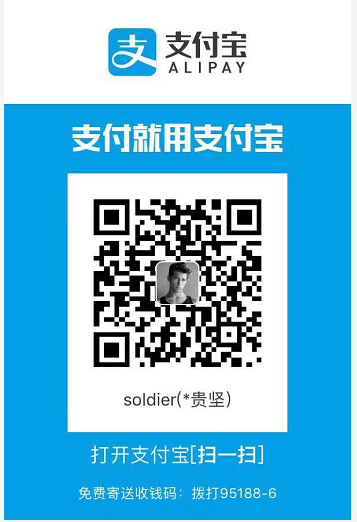 支 支付宝
ALIPAY
支付就用支付宝
soldier(*贵坚)
打开支付宝[扫一扫]
免费寄送收钱码：拨打95188-6